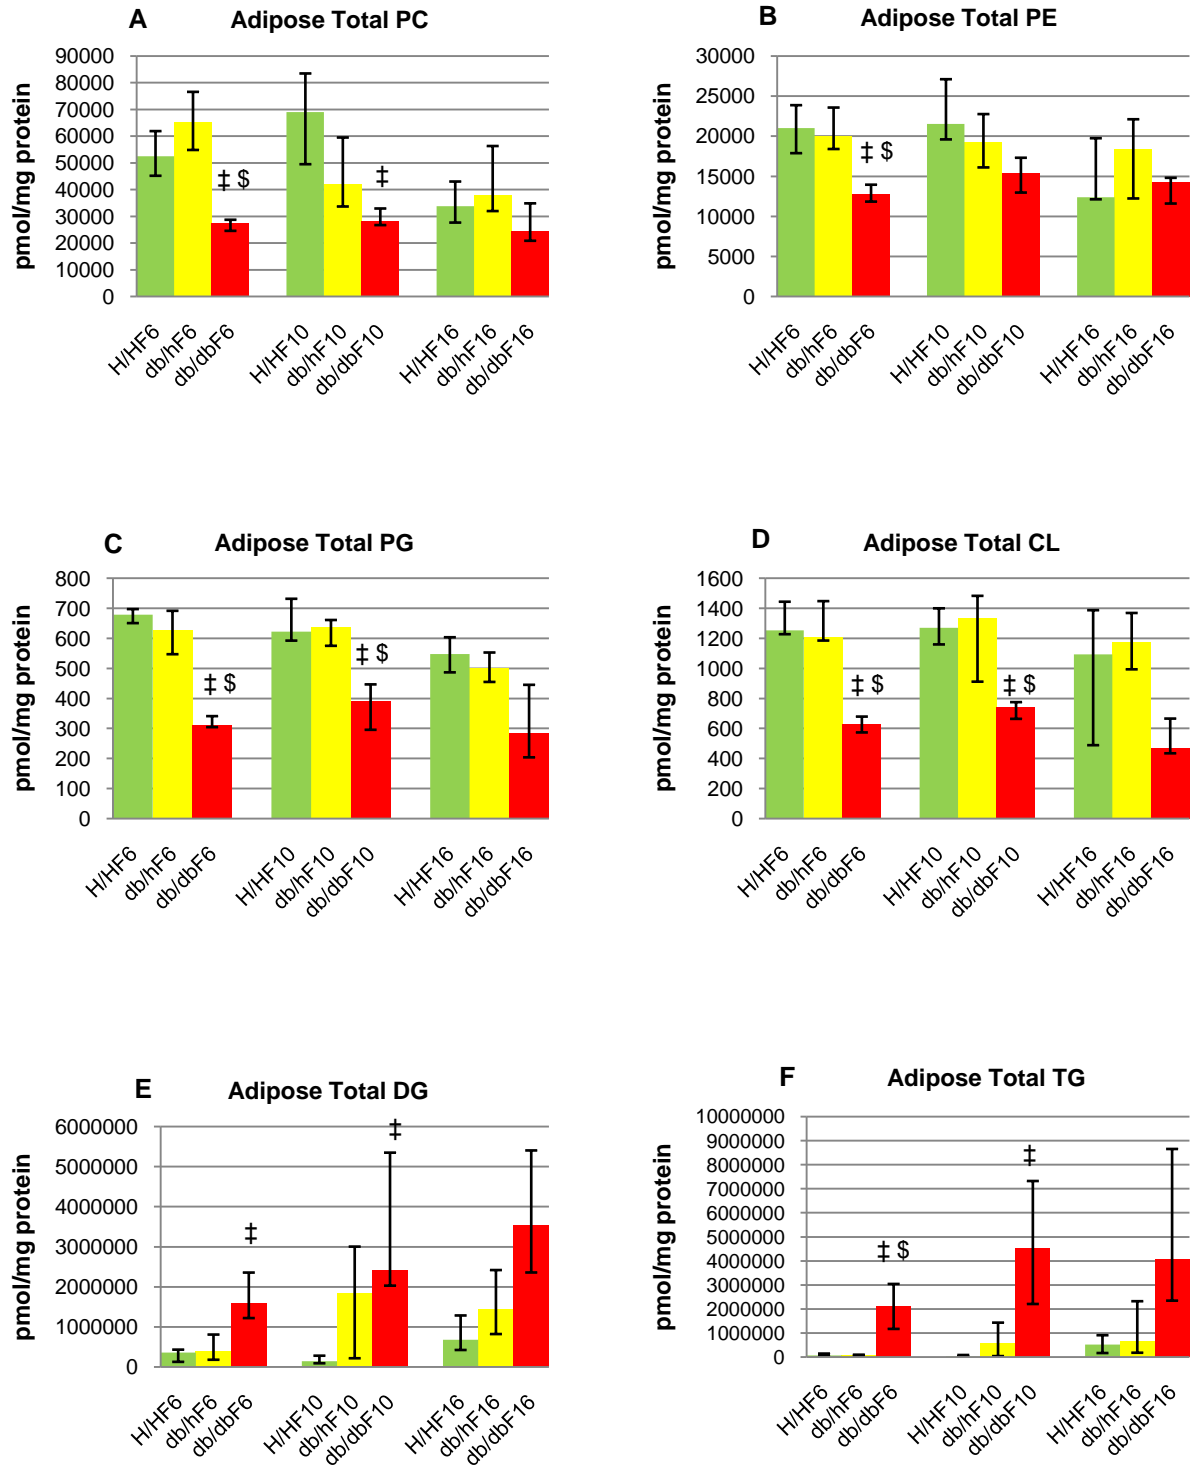 A
Adipose Total PC
pmol/mg protein
90000
80000
70000
60000
50000
40000
30000
20000
10000
0
‡ $
‡
H/HF6
db/hF6
db/dbF6
H/HF10
db/hF10
db/dbF10
H/HF16
db/hF16
db/dbF16
B
Adipose Total PE
pmol/mg protein
30000
25000
20000
15000
10000
5000
0
‡ $
H/HF6
db/hF6
db/dbF6
H/HF10
db/hF10
db/dbF10
H/HF16
db/hF16
db/dbF16
C
Adipose Total PG
pmol/mg protein
800
700
600
500
400
300
200
100
0
‡ $
‡ $
H/HF6
db/hF6
db/dbF6
H/HF10
db/hF10
db/dbF10
H/HF16
db/hF16
db/dbF16
D
Adipose Total CL
pmol/mg protein
1600
1400
1200
1000
800
600
400
200
0
‡ $
‡ $
H/HF6
db/hF6
db/dbF6
H/HF10
db/hF10
db/dbF10
H/HF16
db/hF16
db/dbF16
E
Adipose Total DG
pmol/mg protein
6000000
5000000
4000000
3000000
2000000
1000000
0
‡
‡
H/HF6
db/hF6
db/dbF6
H/HF10
db/hF10
db/dbF10
H/HF16
db/hF16
db/dbF16
F
Adipose Total TG
pmol/mg protein
10000000
9000000
8000000
7000000
6000000
5000000
4000000
3000000
2000000
1000000
0
‡ $
‡
H/HF6
db/hF6
db/dbF6
H/HF10
db/hF10
db/dbF10
H/HF16
db/hF16
db/dbF16